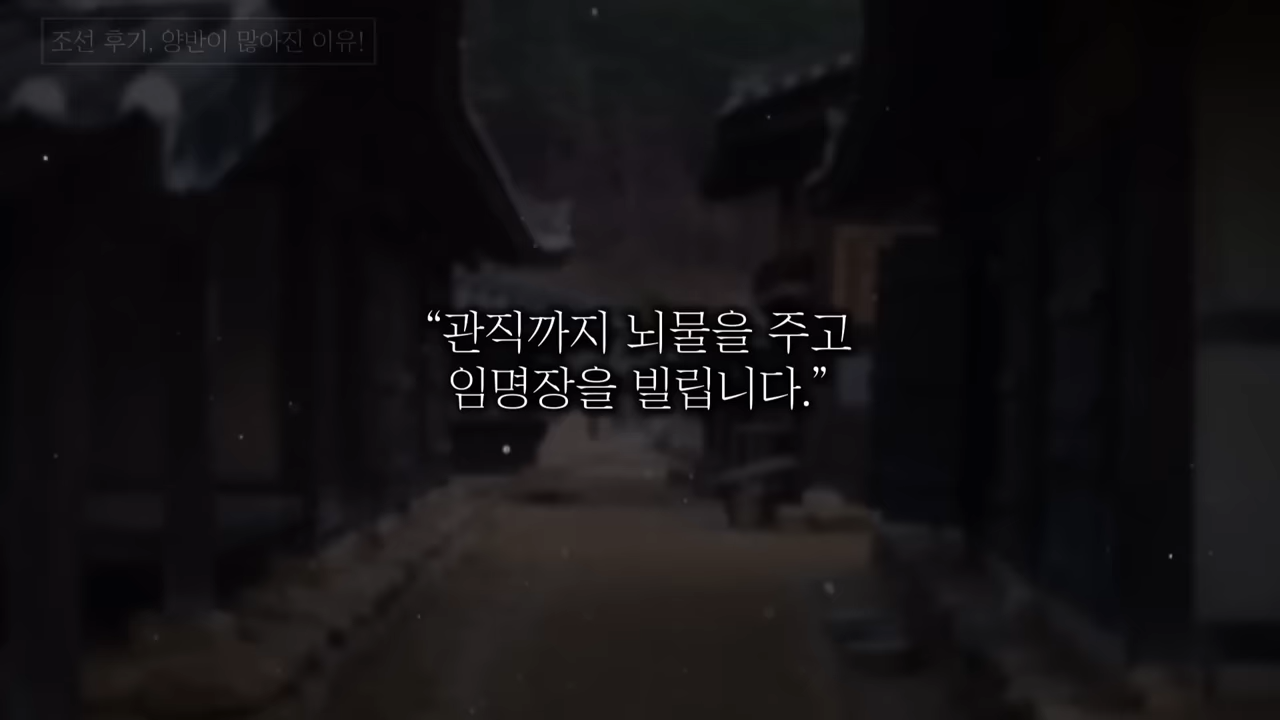 조선 후기, 양반이 많아진 이유!
“관직까지 뇌물을 주고
임명장을 빌립니다.”